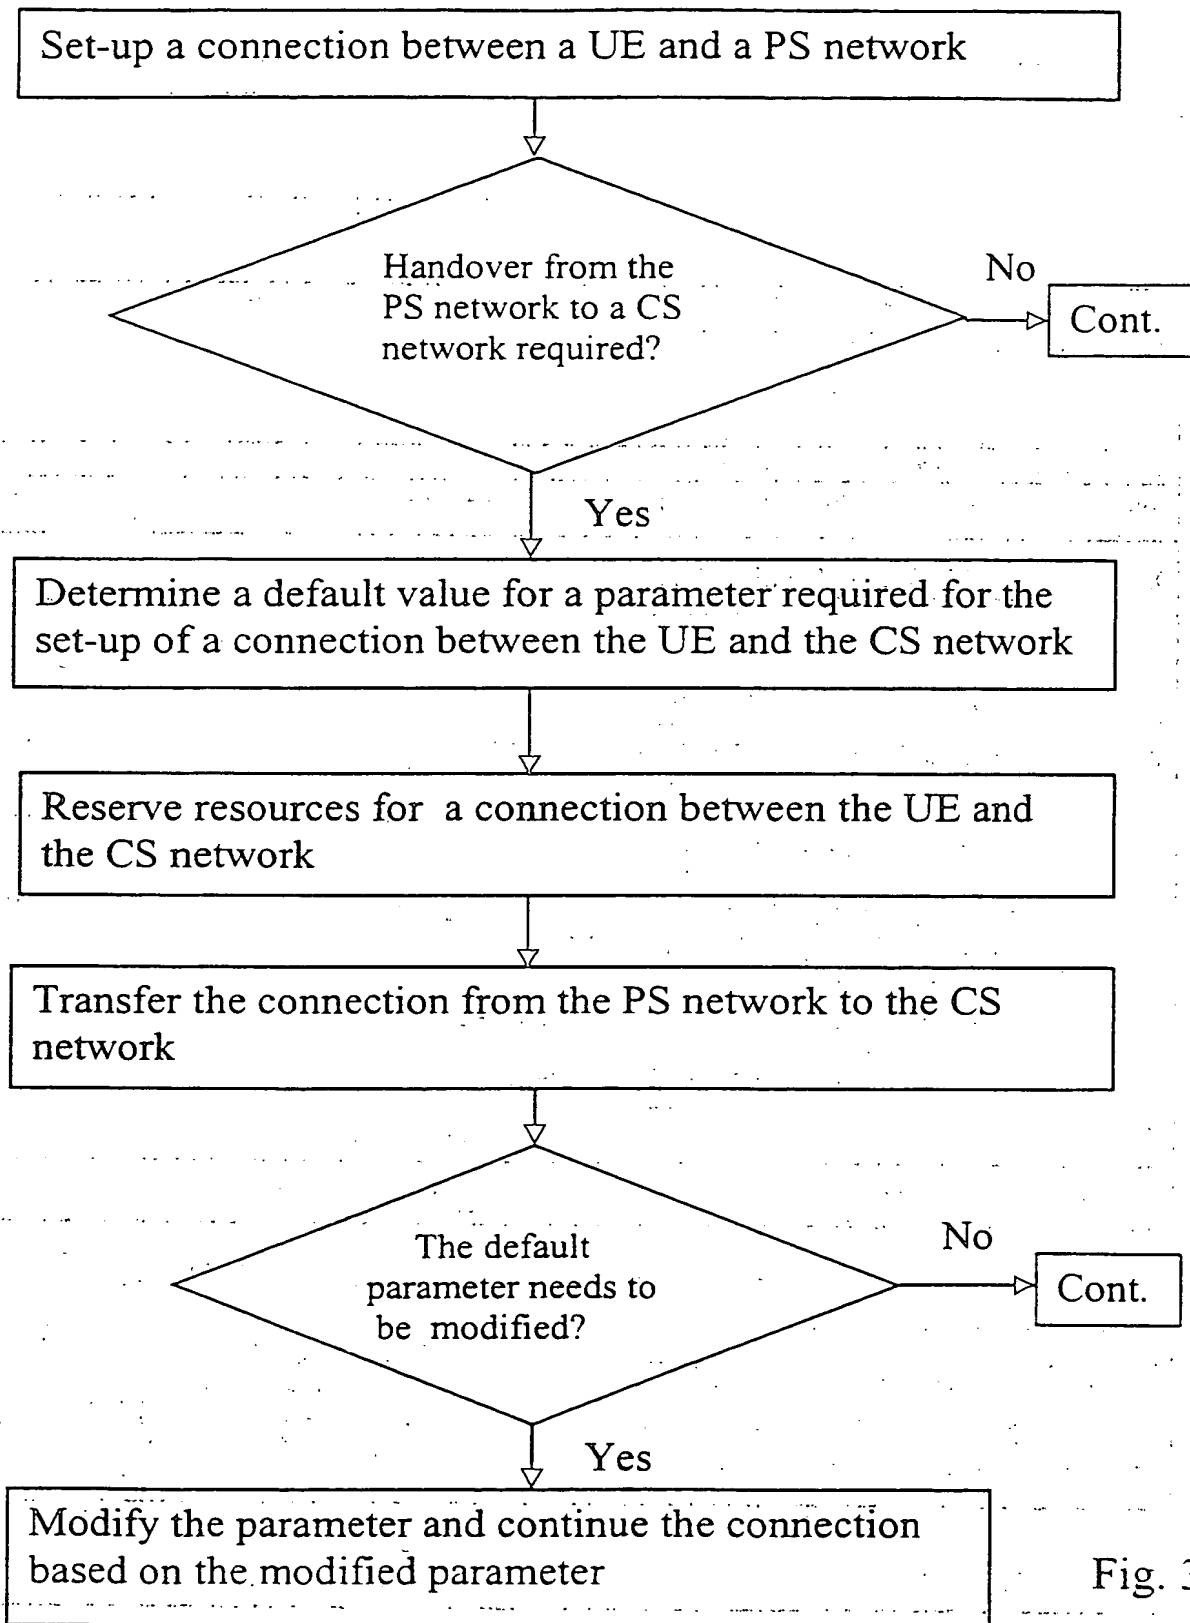 Set-up a connection between a UE and a PS network
Handover from the
PS network to a CS
network required?
No
Cont.
Yes
Determine a default value for a parameter required for the
set-up of a connection between the UE and the CS network
Reserve resources for a connection between the UE and
the CS network
Transfer the connection from the PS network to the CS
network
The default
parameter needs to
be modified?
No
Cont.
Yes
Modify the parameter and continue the connection
based on the modified parameter
Fig.